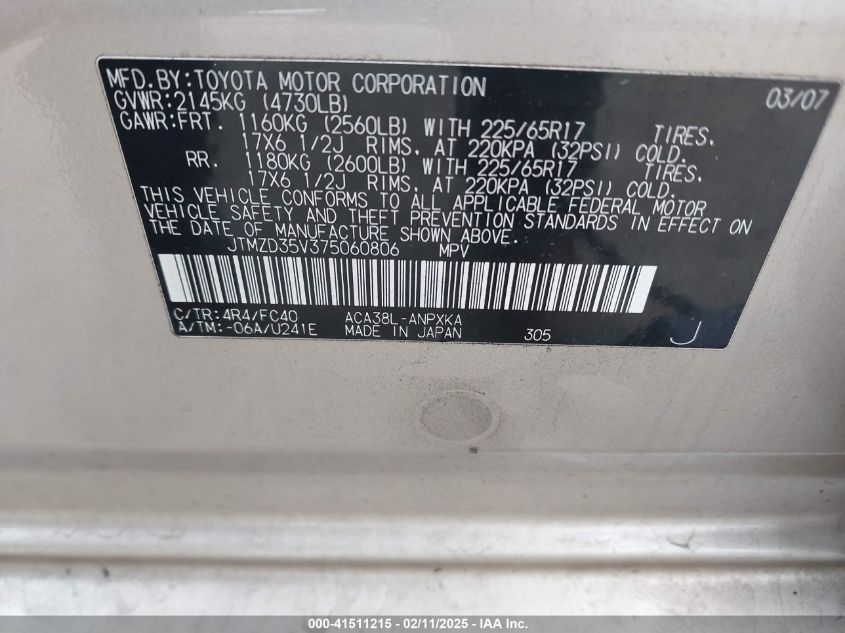 MFD.BY:TOYOTA MOTOR CORPORATION 03/07
GVWR:2145KG (4730LB)
GAWR:FRT. 1160KG (2560LB) WITH 225/65R17 TIRES.
17X6 1/2J RIMS. AT 220KPA (32PSI) COLD.
RR. 1180KG (2600LB) WITH 225/65R17 TIRES.
17X6 1/2J RIMS. AT 220KPA (32PSI) COLD.
THIS VEHICLE CONFORMS TO ALL APPLICABLE FEDERAL MOTOR
VEHICLE SAFETY AND THEFT PREVENTION STANDARDS IN EFFECT ON
THE DATE OF MANUFACTURE SHOWN ABOVE.
JTMZD35V375060806 MPV
C/TR:4R4/FC40 ACA38L-ANPXKA
A/TM:-06A/U241E MADE IN JAPAN 305 J
000-41511215 - 02/11/2025 - IAA Inc.